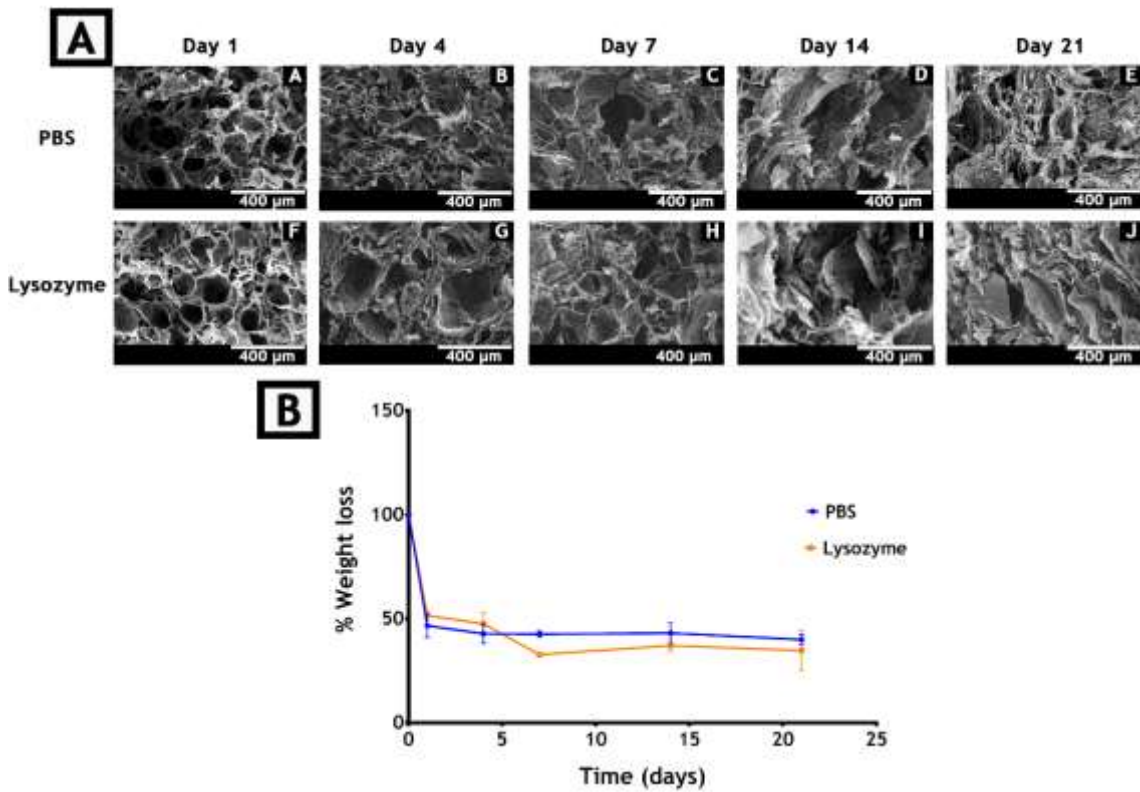 A
Day 1 Day 4 Day 7 Day 14 Day 21
PBS
A B C D E
400 µm 400 µm 400 µm 400 µm 400 µm
Lysozyme
F G H I J
400 µm 400 µm 400 µm 400 µm 400 µm
B
% Weight loss
150
100
50
0
0 5 10 15 20 25
Time (days)
PBS
Lysozyme